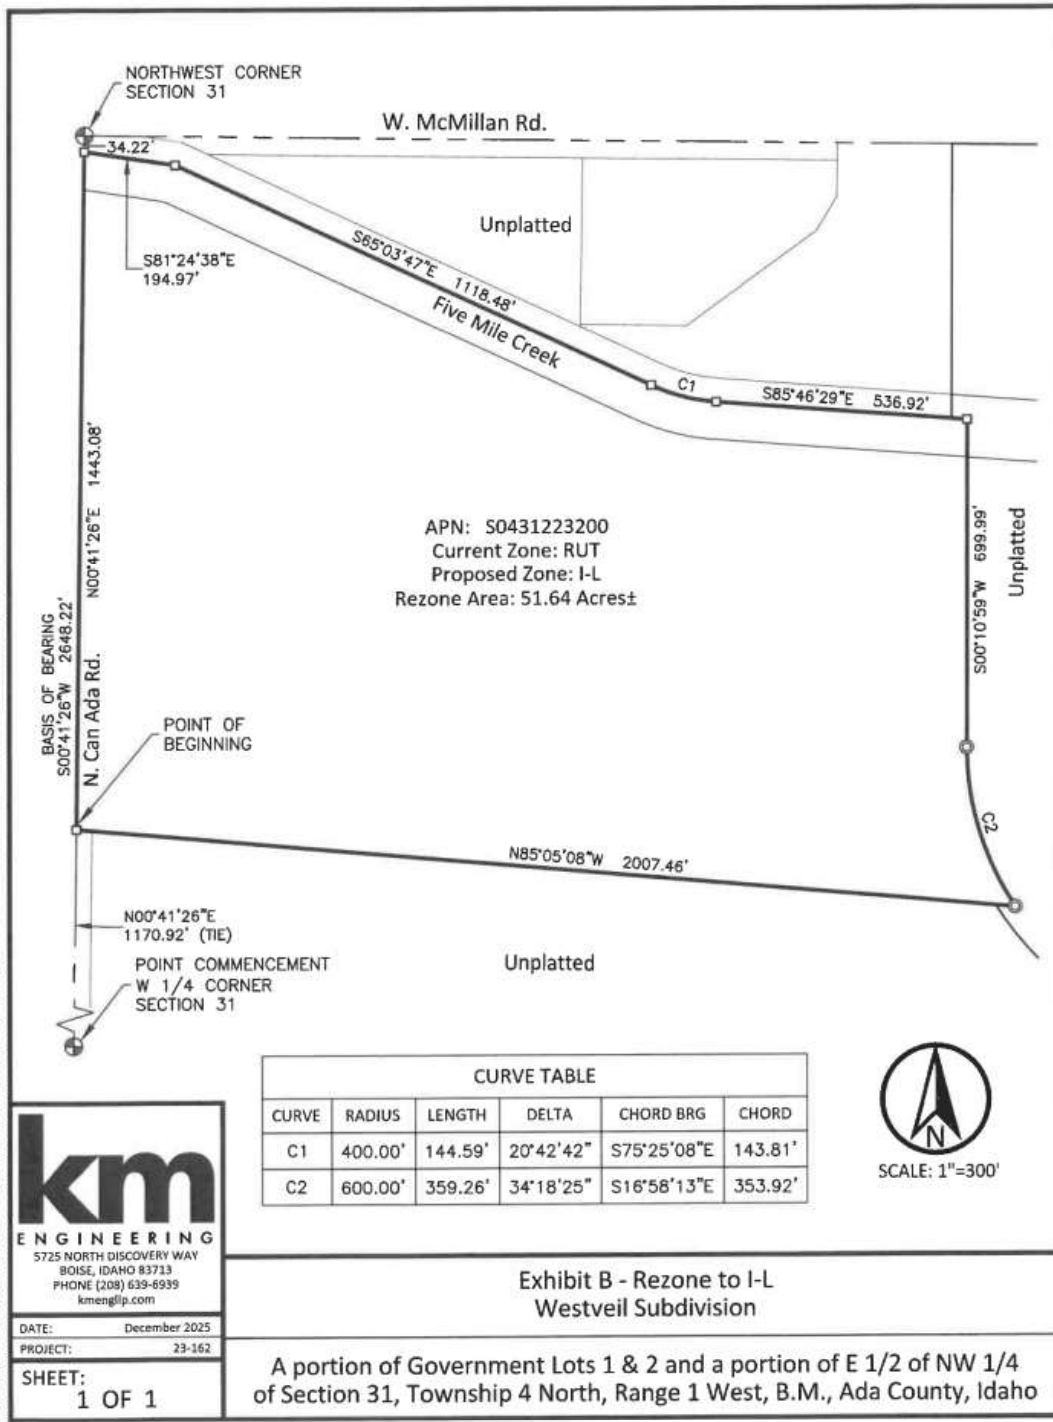 NORTHWEST CORNER
SECTION 31
W. McMillan Rd.
34.22'
Unplatted
S81°24'38"E
194.97'
S65°03'47"E 1118.48'
Five Mile Creek
C1
S85°46'29"E 536.92'
N00°41'26"E 1443.08'
APN: S0431223200
Current Zone: RUT
Proposed Zone: I-L
Rezone Area: 51.64 Acres±
S00°10'59"W 699.99'
Unplatted
BASIS OF BEARING
S00°41'26"W 2648.22'
N. Can Ada Rd.
POINT OF
BEGINNING
C2
N85°05'08"W 2007.46'
N00°41'26"E
1170.92' (TIE)
POINT COMMENCEMENT
W 1/4 CORNER
SECTION 31
Unplatted
CURVE TABLE
CURVE RADIUS LENGTH DELTA CHORD BRG CHORD
C1 400.00' 144.59' 20°42'42" S75°25'08"E 143.81'
C2 600.00' 359.26' 34°18'25" S16°58'13"E 353.92'
N
SCALE: 1"=300'
km
ENGINEERING
5725 NORTH DISCOVERY WAY
BOISE, IDAHO 83713
PHONE (208) 639-6939
kmengllp.com
DATE: December 2025
PROJECT: 23-162
SHEET:
1 OF 1
Exhibit B - Rezone to I-L
Westveil Subdivision
A portion of Government Lots 1 & 2 and a portion of E 1/2 of NW 1/4
of Section 31, Township 4 North, Range 1 West, B.M., Ada County, Idaho